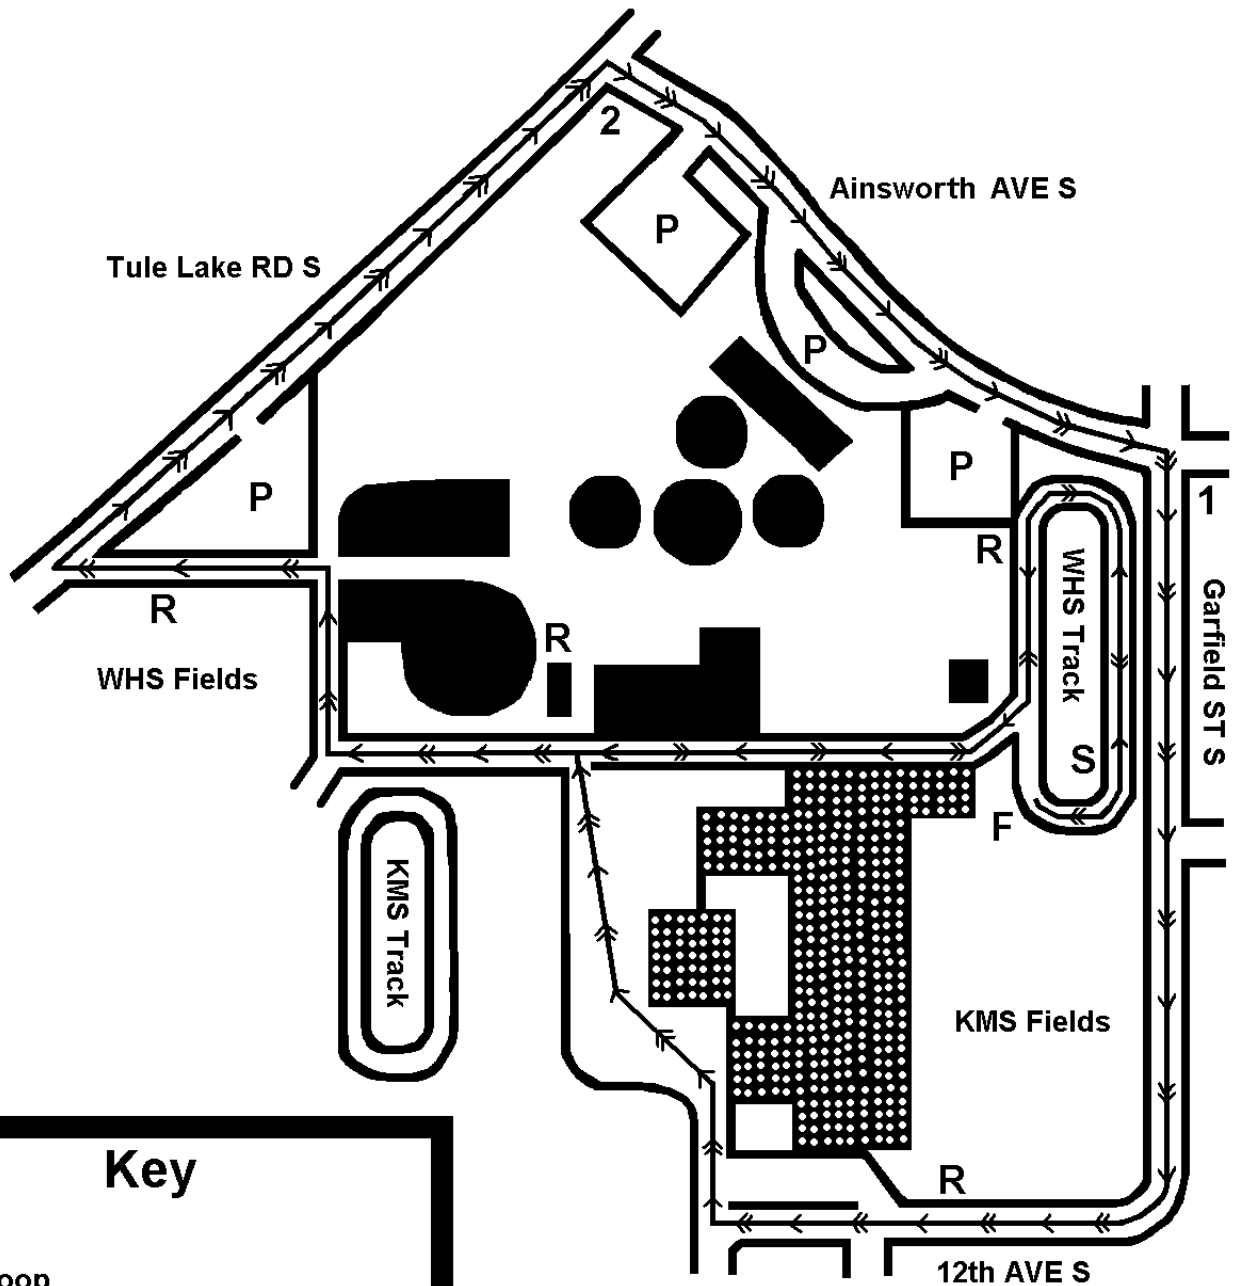 2
Ainsworth AVE S
P
Tule Lake RD S
P
P
P
1
R
WHS Track
Garfield ST S
R
R
WHS Fields
S
F
KMS Track
KMS Fields
Key
R
12th AVE S